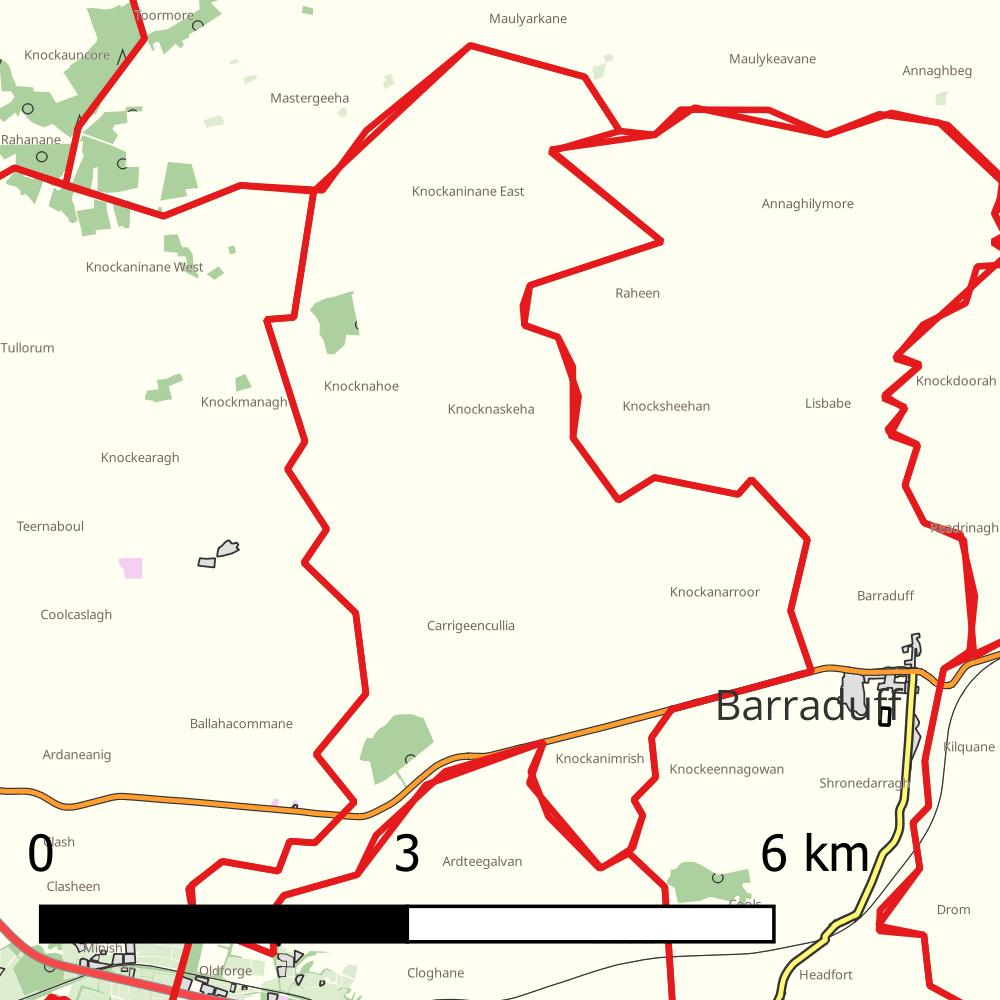 Toormore
Maulyarkane
Knockauncore
Maulykeavane
Annaghbeg
Mastergeeha
Rahanane
Knockaninane East
Annaghilymore
Knockaninane West
Raheen
Tullorum
Knockdoorah
Knocknahoe
Knockmanagh
Knocknaskeha
Knocksheehan
Lisbabe
Knockearagh
Teernaboul
Readrinagh
Knockanarroor
Barraduff
Coolcaslagh
Carrigeencullia
Barraduff
Ballahacommane
Kilquane
Ardaneanig
Knockanimrish
Knockeennagowan
Shronedarragh
Clash
0 3 6 km
Ardteegalvan
Clasheen
Cools
Drom
Minish
Oldforge
Cloghane
Headfort